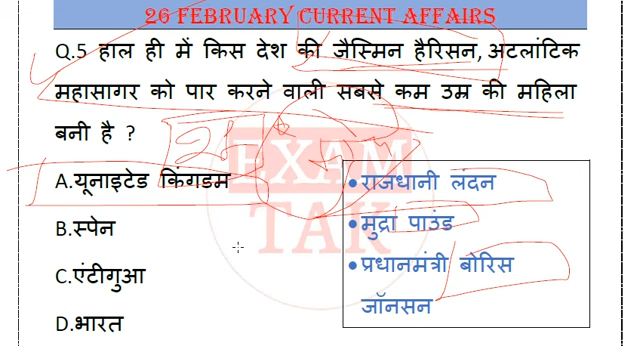 26 FEBRUARY CURRENT AFFAIRS
Q.5 हाल ही में किस देश की जैस्मिन हैरिसन, अटलांटिक
महासागर को पार करने वाली सबसे कम उम्र की महिला
बनी है ?
A.यूनाइटेड किंगडम
B.स्पेन
C.एंटीगुआ
D.भारत
•राजधानी लंदन
•मुद्रा पाउंड
•प्रधानमंत्री बोरिस
जॉनसन
EXAM
TAK